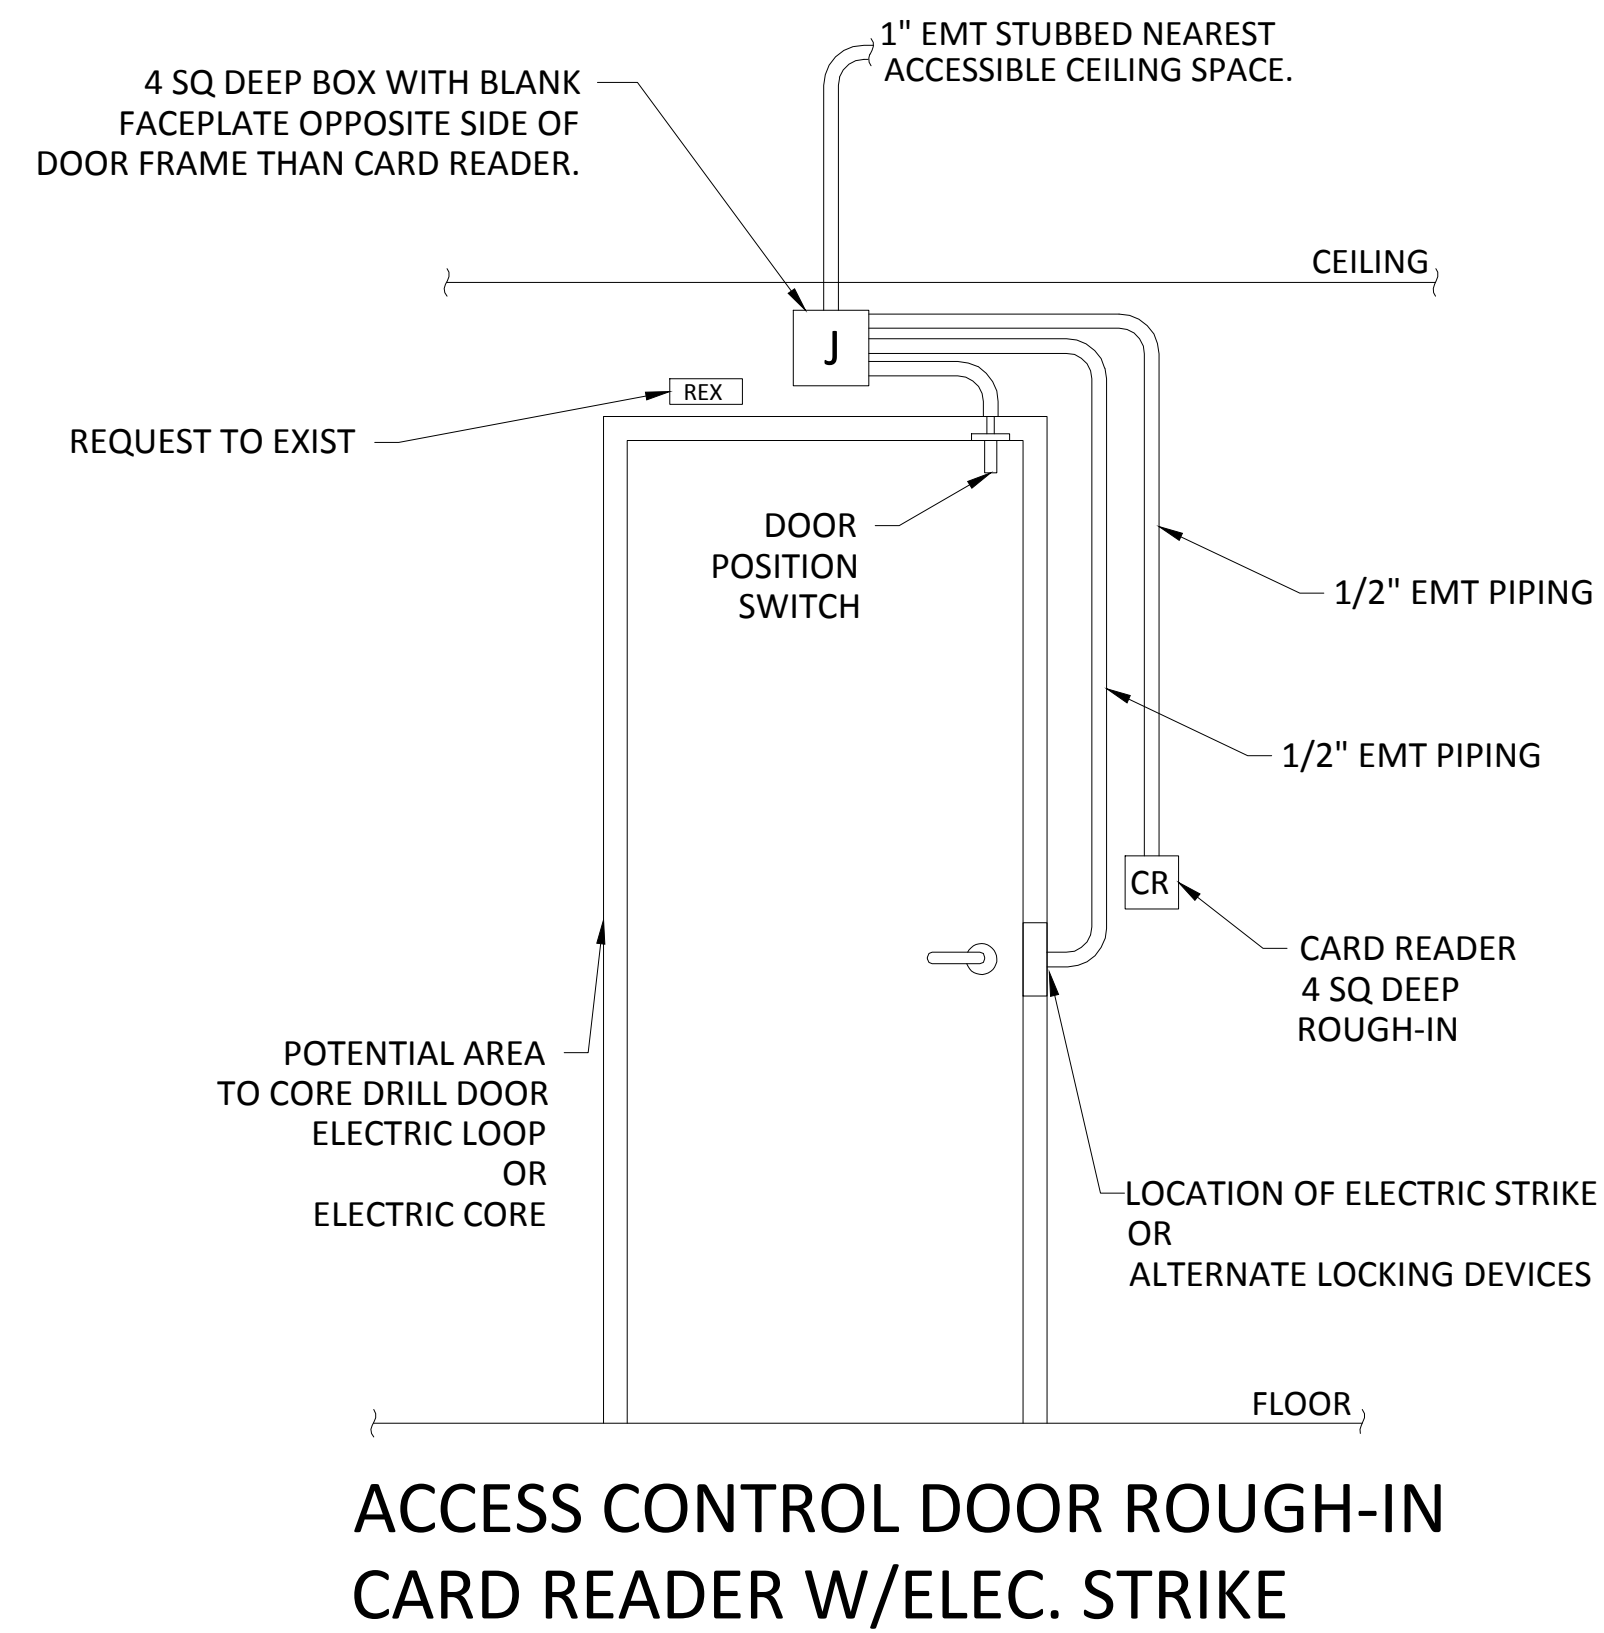 1" EMT STUBBED NEAREST
ACCESSIBLE CEILING SPACE.
4 SQ DEEP BOX WITH BLANK
FACEPLATE OPPOSITE SIDE OF
DOOR FRAME THAN CARD READER.
CEILING
J
REX
REQUEST TO EXIST
DOOR
POSITION
SWITCH
1/2" EMT PIPING
1/2" EMT PIPING
CR
CARD READER
4 SQ DEEP
ROUGH-IN
POTENTIAL AREA
TO CORE DRILL DOOR
ELECTRIC LOOP
OR
ELECTRIC CORE
LOCATION OF ELECTRIC STRIKE
OR
ALTERNATE LOCKING DEVICES
FLOOR
ACCESS CONTROL DOOR ROUGH-IN
CARD READER W/ELEC. STRIKE